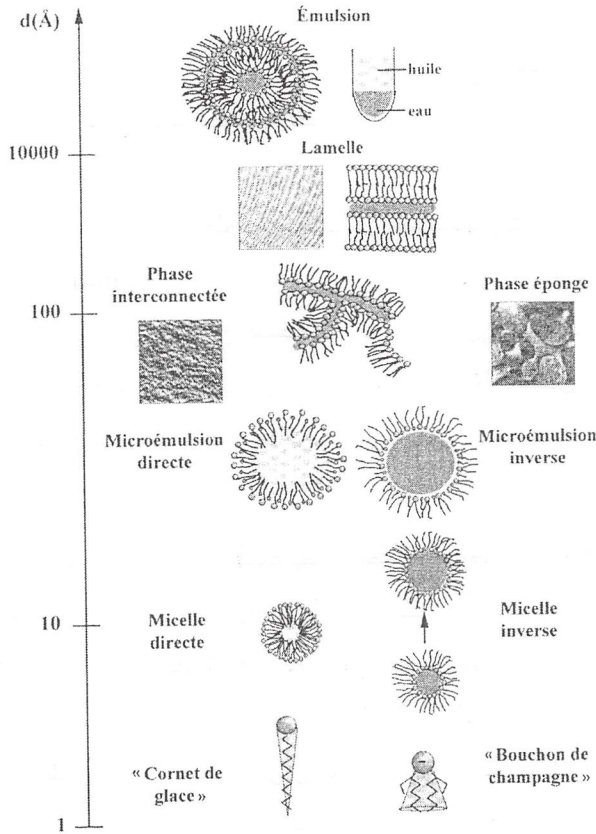 d(Å)
Émulsion
huile
eau
10000
Lamelle
Phase
interconnectée
Phase éponge
100
Microémulsion
directe
Microémulsion
inverse
10
Micelle
directe
Micelle
inverse
« Cornet de
glace »
« Bouchon de
champagne »
1